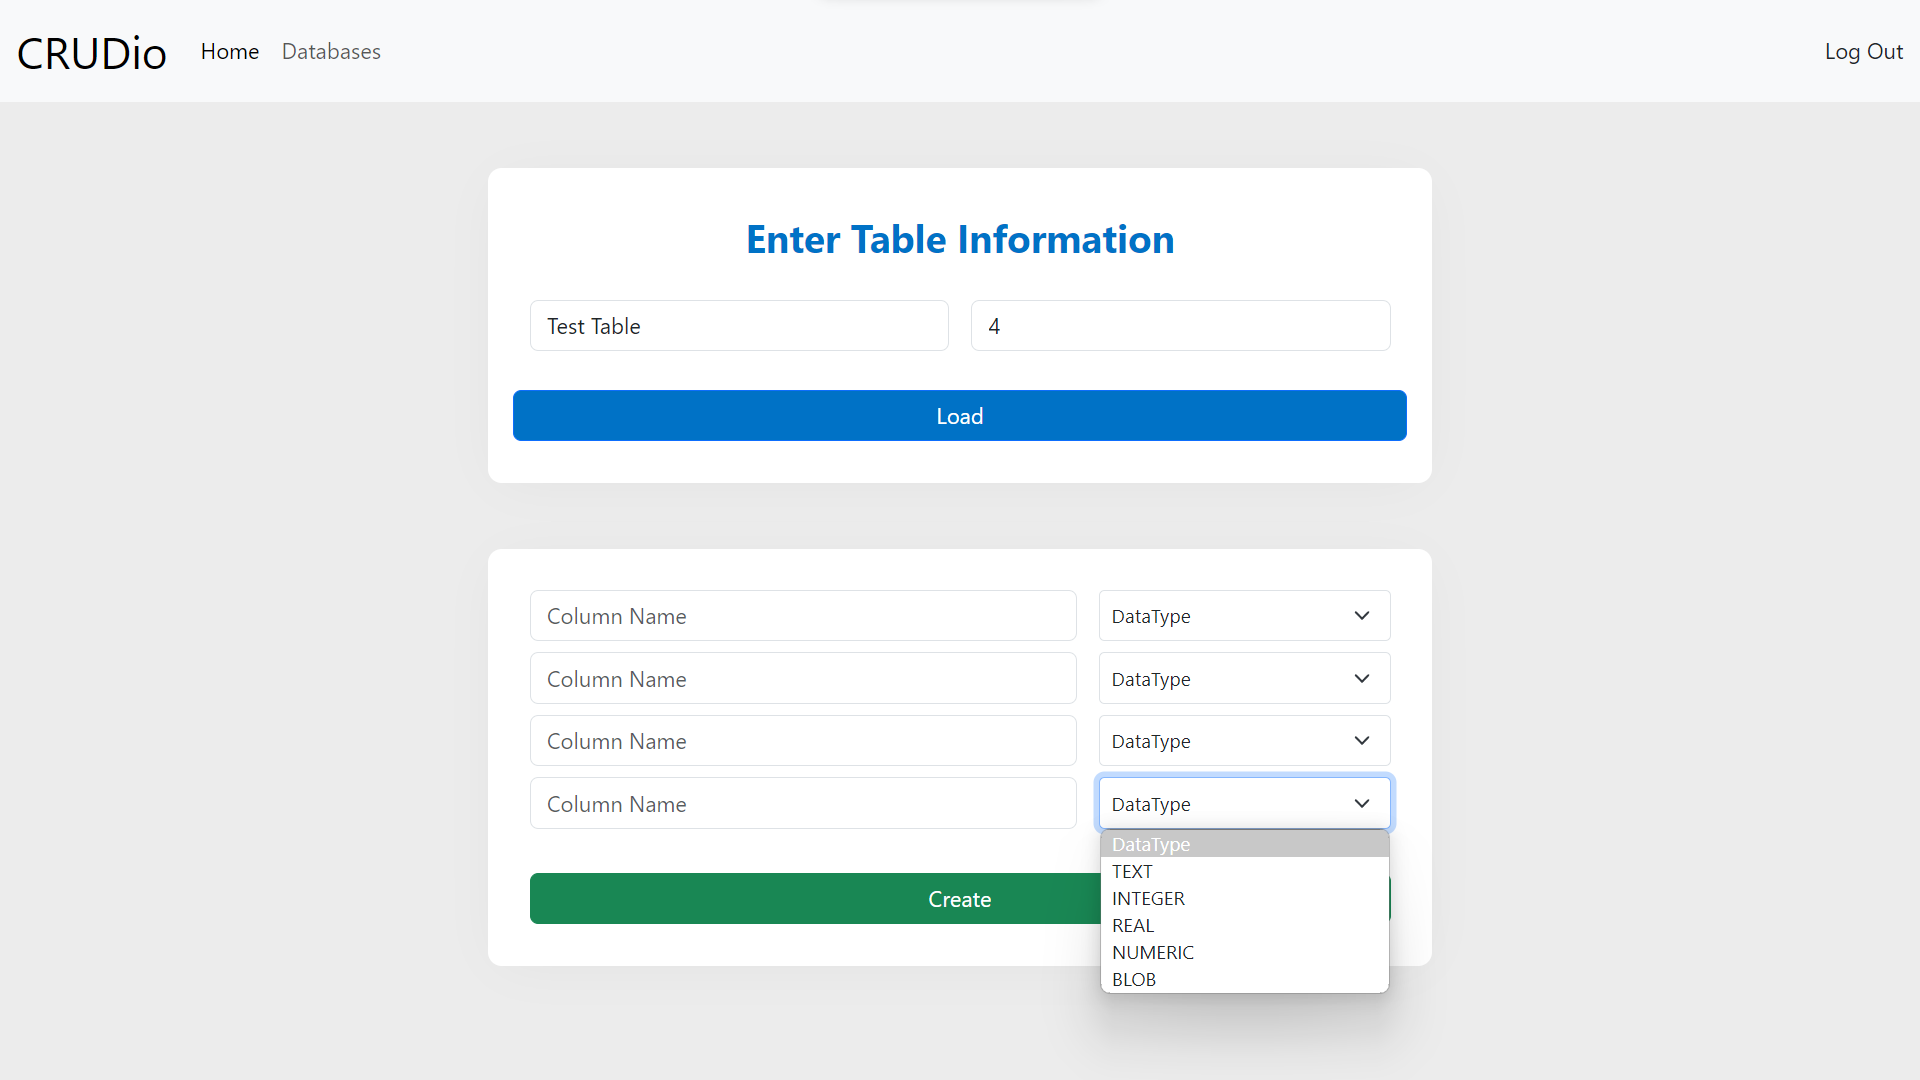 CRUDio Home Databases Log Out
Enter Table Information
Test Table 4
Load
Column Name DataType
Column Name DataType
Column Name DataType
Column Name DataType
DataType
TEXT
INTEGER
Create
REAL
NUMERIC
BLOB